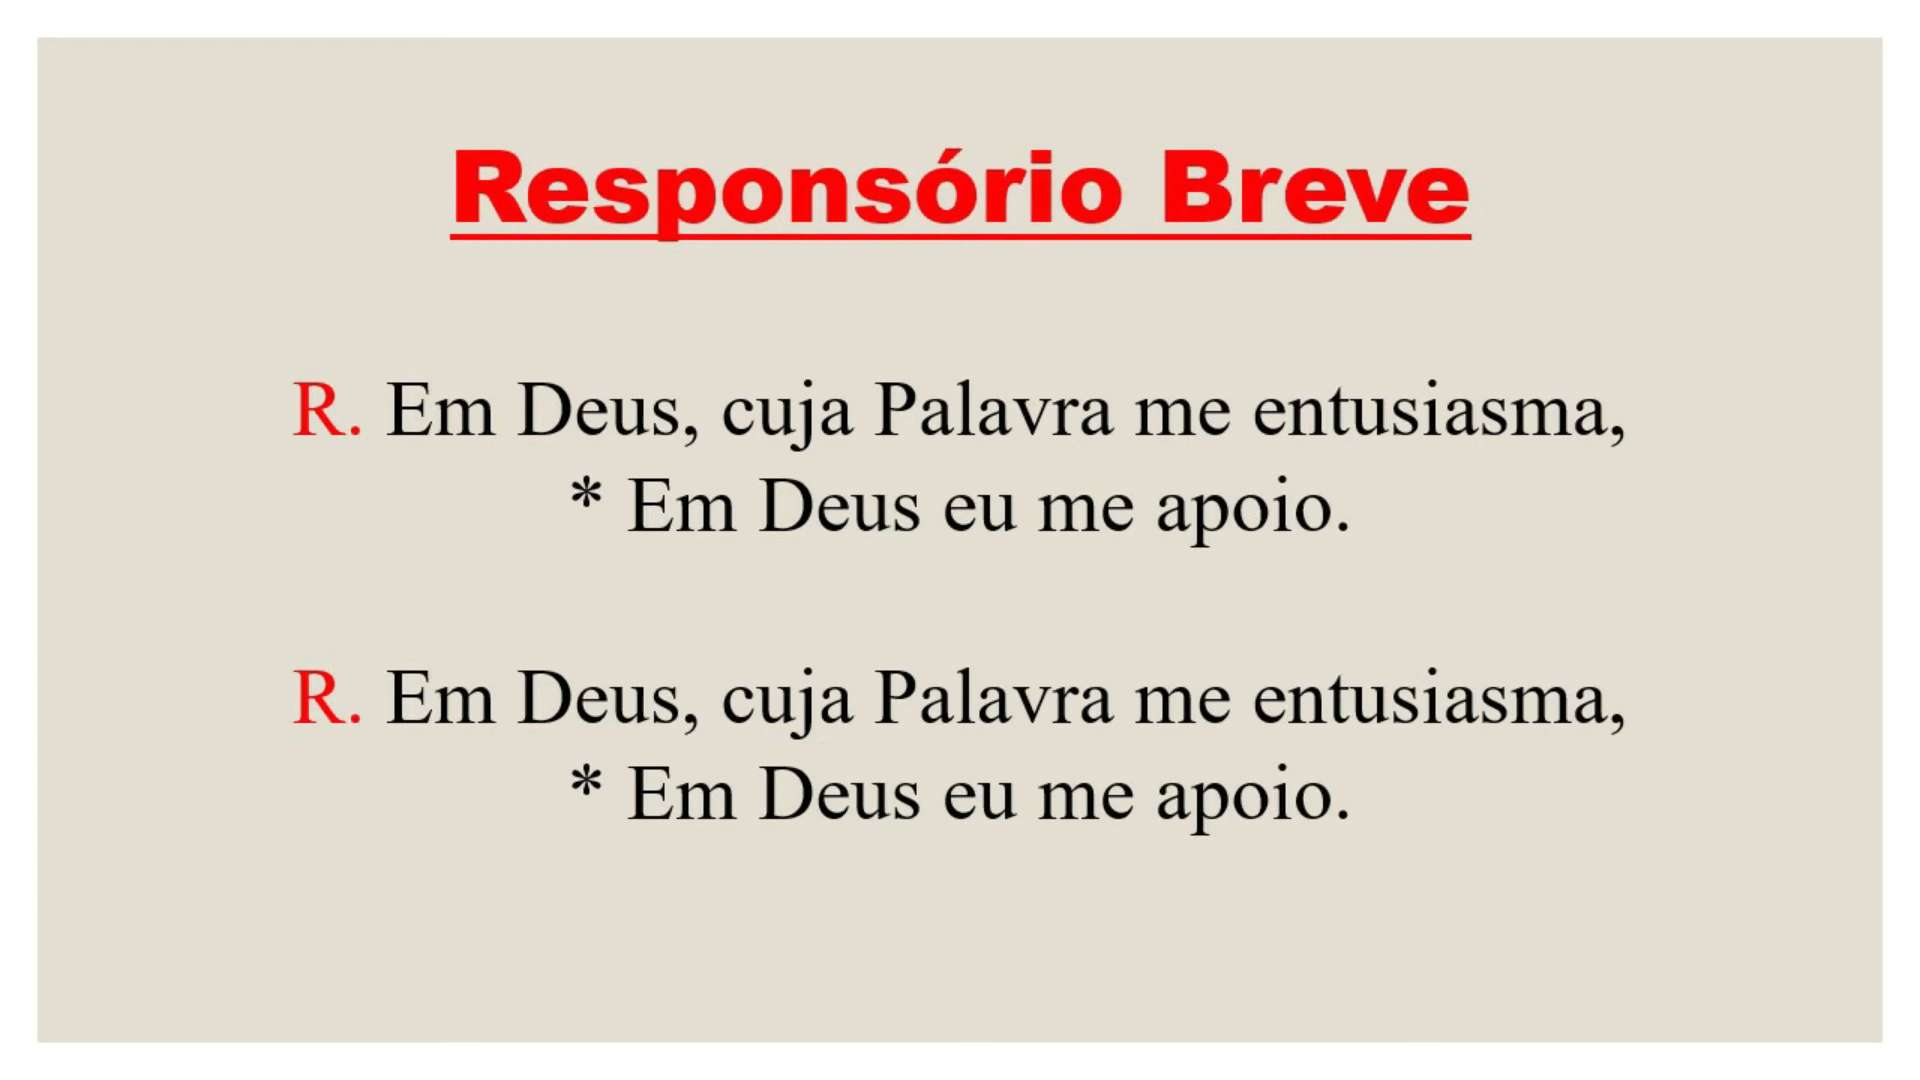 Responsório Breve
R. Em Deus, cuja Palavra me entusiasma,
* Em Deus eu me apoio.
R. Em Deus, cuja Palavra me entusiasma,
* Em Deus eu me apoio.